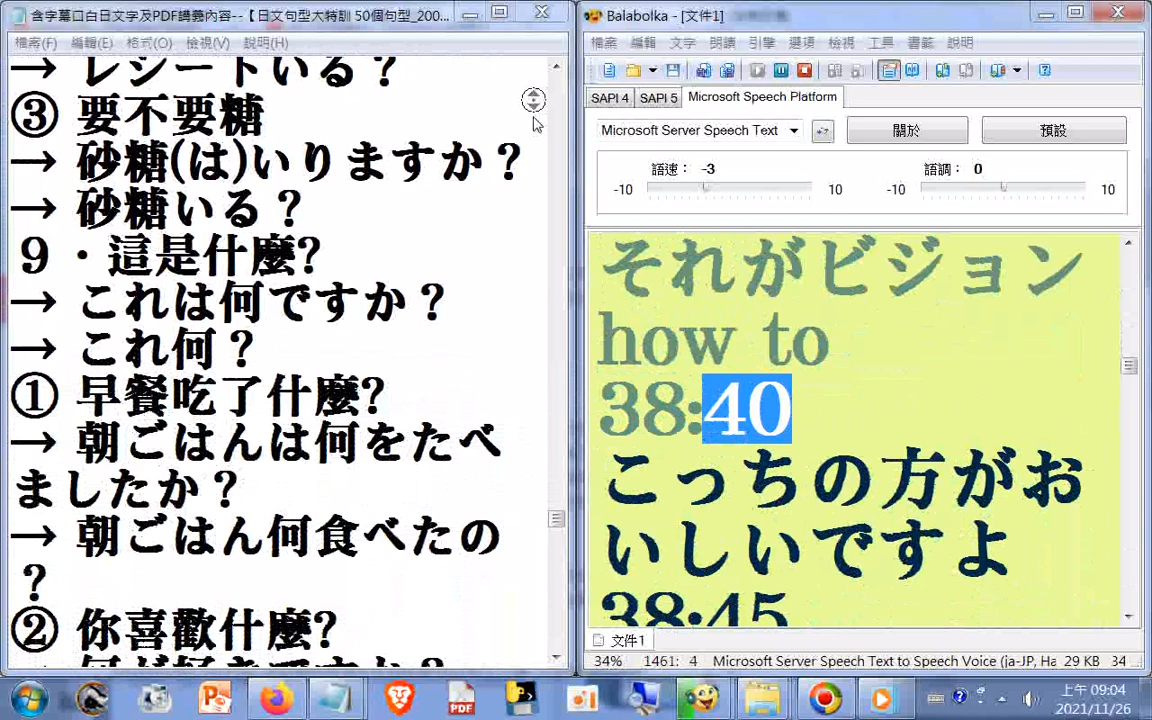 含字幕口白日文字及PDF講義內容--【日文句型大特訓 50個句型_200...
檔案(F) 編輯(E) 格式(O) 檢視(V) 說明(H)
→ レシートいる？
③ 要不要糖
→ 砂糖(は)いりますか？
→ 砂糖いる？
9・這是什麼?
→ これは何ですか？
→ これ何？
① 早餐吃了什麼?
→ 朝ごはんは何をたべ
ましたか？
→ 朝ごはん何食べたの
？
② 你喜歡什麼?
→ 何が好きですか？
Balabolka - [文件1]
檔案 編輯 文字 朗讀 引擎 選項 檢視 工具 書籤 說明
SAPI 4 SAPI 5 Microsoft Speech Platform
Microsoft Server Speech Text 關於 預設
語速： -3 語調： 0
-10 10 -10 10
それがビジョン
how to
38:40
こっちの方がお
いしいですよ
38:45
文件1
34% 1461: 4 Microsoft Server Speech Text to Speech Voice (ja-JP, Ha 29 KB 34
上午 09:04
2021/11/26